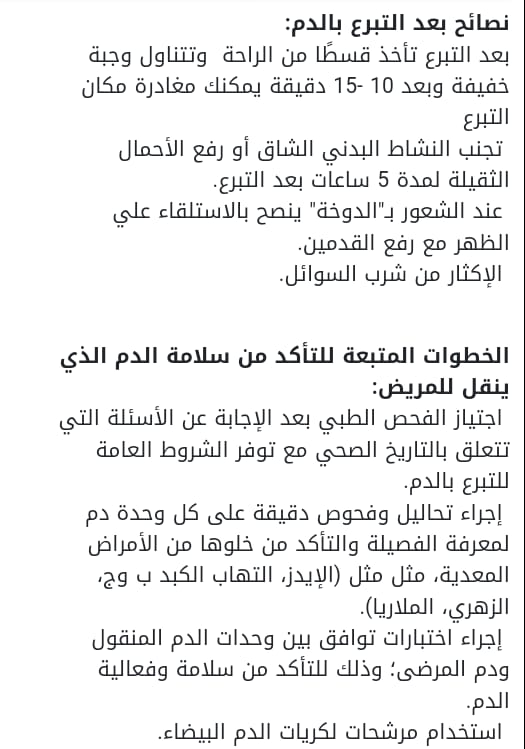 نصائح بعد التبرع بالدم:
بعد التبرع تأخذ قسطًا من الراحة وتتناول وجبة
خفيفة وبعد 10 -15 دقيقة يمكنك مغادرة مكان
التبرع
تجنب النشاط البدني الشاق أو رفع الأحمال
الثقيلة لمدة 5 ساعات بعد التبرع.
عند الشعور بـ"الدوخة" ينصح بالاستلقاء علي
الظهر مع رفع القدمين.
الإكثار من شرب السوائل.
الخطوات المتبعة للتأكد من سلامة الدم الذي
ينقل للمريض:
اجتياز الفحص الطبي بعد الإجابة عن الأسئلة التي
تتعلق بالتاريخ الصحي مع توفر الشروط العامة
للتبرع بالدم.
إجراء تحاليل وفحوص دقيقة على كل وحدة دم
لمعرفة الفصيلة والتأكد من خلوها من الأمراض
المعدية، مثل مثل (الإيدز، التهاب الكبد ب وج،
الزهري، الملاريا).
إجراء اختبارات توافق بين وحدات الدم المنقول
ودم المرضى؛ وذلك للتأكد من سلامة وفعالية
الدم.
استخدام مرشحات لكريات الدم البيضاء.